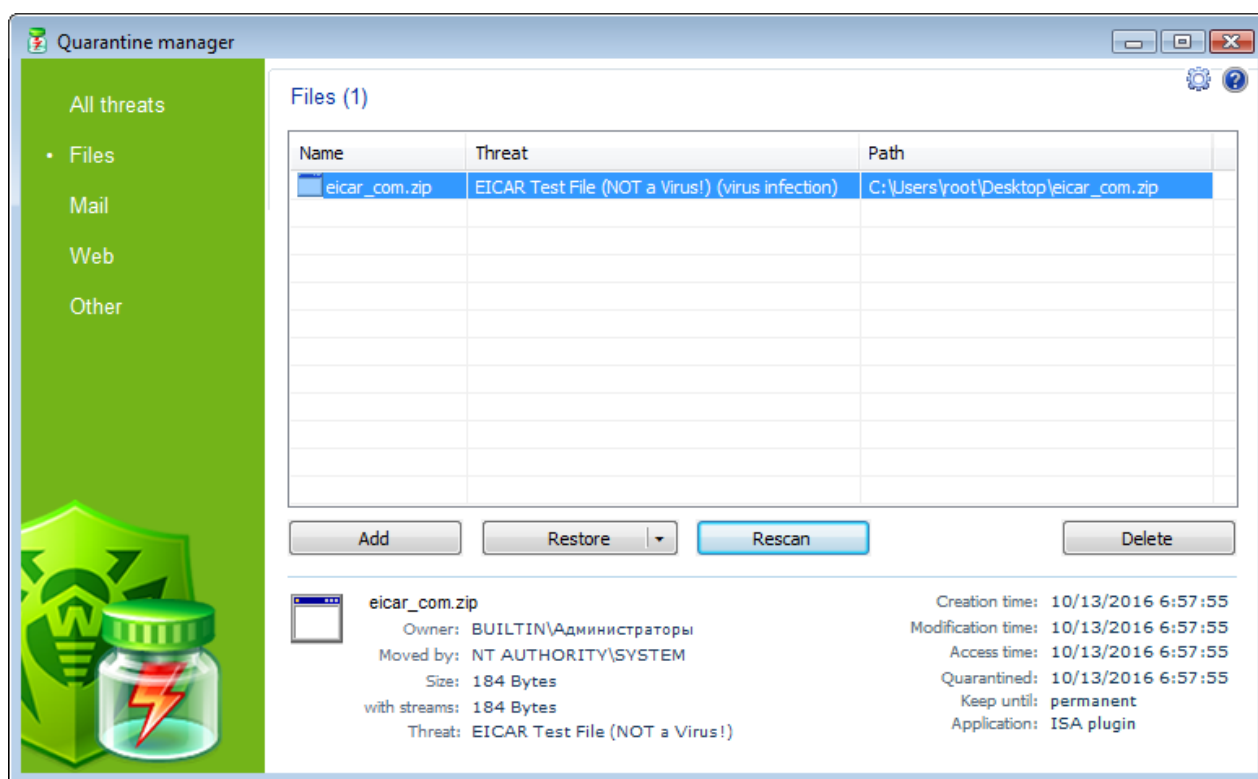 Quarantine manager
All threats
• Files
Mail
Web
Other
Files (1)
Name Threat Path
eicar_com.zip EICAR Test File (NOT a Virus!) (virus infection) C:\Users\root\Desktop\eicar_com.zip
Add Restore Rescan Delete
eicar_com.zip
Owner: BUILTIN\Администраторы
Moved by: NT AUTHORITY\SYSTEM
Size: 184 Bytes
with streams: 184 Bytes
Threat: EICAR Test File (NOT a Virus!)
Creation time: 10/13/2016 6:57:55
Modification time: 10/13/2016 6:57:55
Access time: 10/13/2016 6:57:55
Quarantined: 10/13/2016 6:57:55
Keep until: permanent
Application: ISA plugin